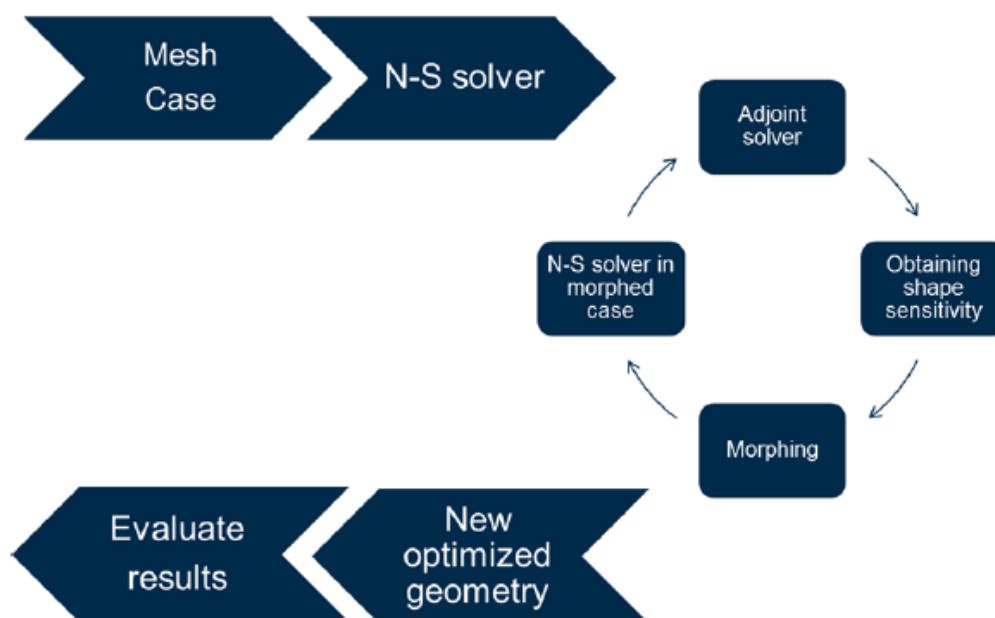 Mesh
Case
N-S solver
Adjoint
solver
N-S solver in
morphed
case
Obtaining
shape
sensitivity
Morphing
Evaluate
results
New
optimized
geometry